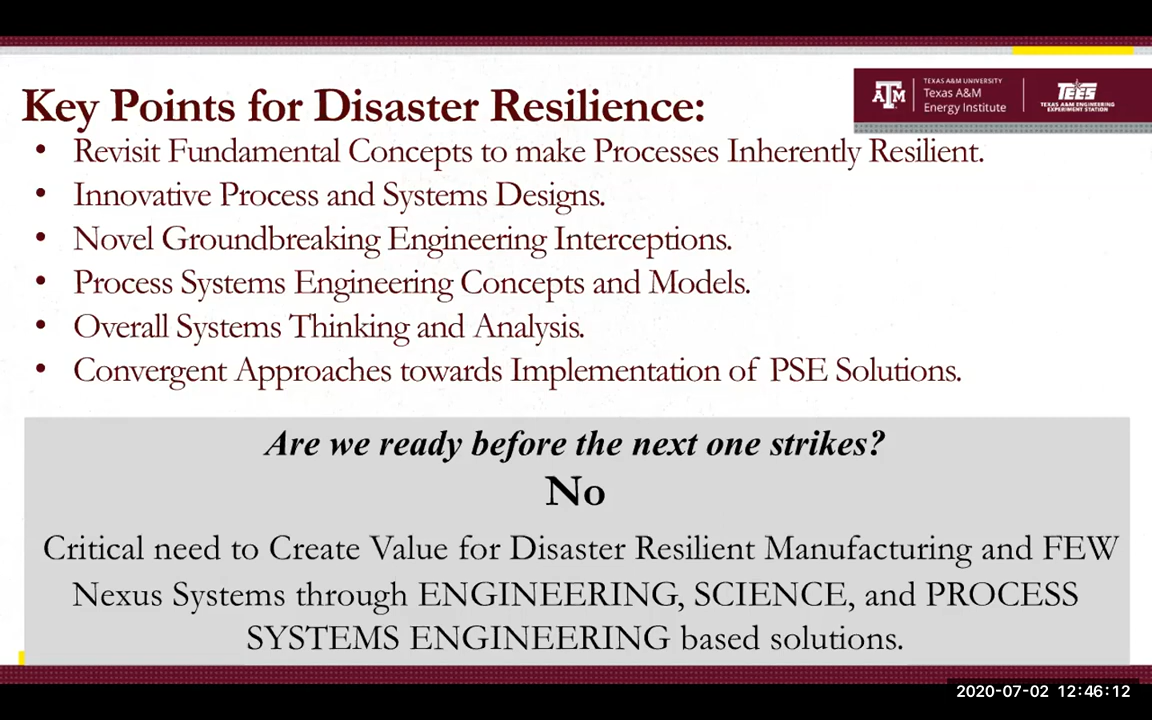 TEXAS A&M UNIVERSITY
Texas A&M
Energy Institute
ATM
TEES
TEXAS A&M ENGINEERING
EXPERIMENT STATION
Key Points for Disaster Resilience:
• Revisit Fundamental Concepts to make Processes Inherently Resilient.
• Innovative Process and Systems Designs.
• Novel Groundbreaking Engineering Interceptions.
• Process Systems Engineering Concepts and Models.
• Overall Systems Thinking and Analysis.
• Convergent Approaches towards Implementation of PSE Solutions.
Are we ready before the next one strikes?
No
Critical need to Create Value for Disaster Resilient Manufacturing and FEW
Nexus Systems through ENGINEERING, SCIENCE, and PROCESS
SYSTEMS ENGINEERING based solutions.
2020-07-02 12:46:12